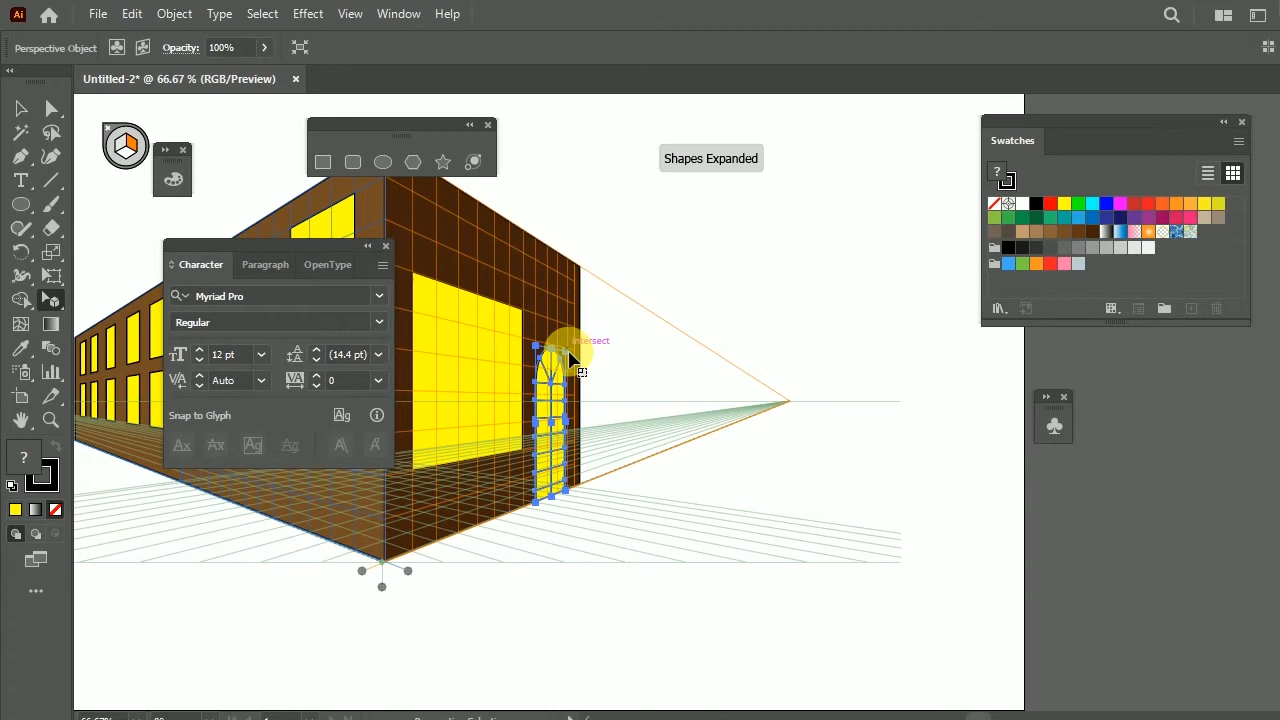 Ai File Edit Object Type Select Effect View Window Help
Perspective Object Opacity: 100%
Untitled-2* @ 66.67 % (RGB/Preview)
Shapes Expanded
Swatches
Character Paragraph OpenType
Myriad Pro
Regular
12 pt (14.4 pt)
Auto 0
Snap to Glyph
intersect